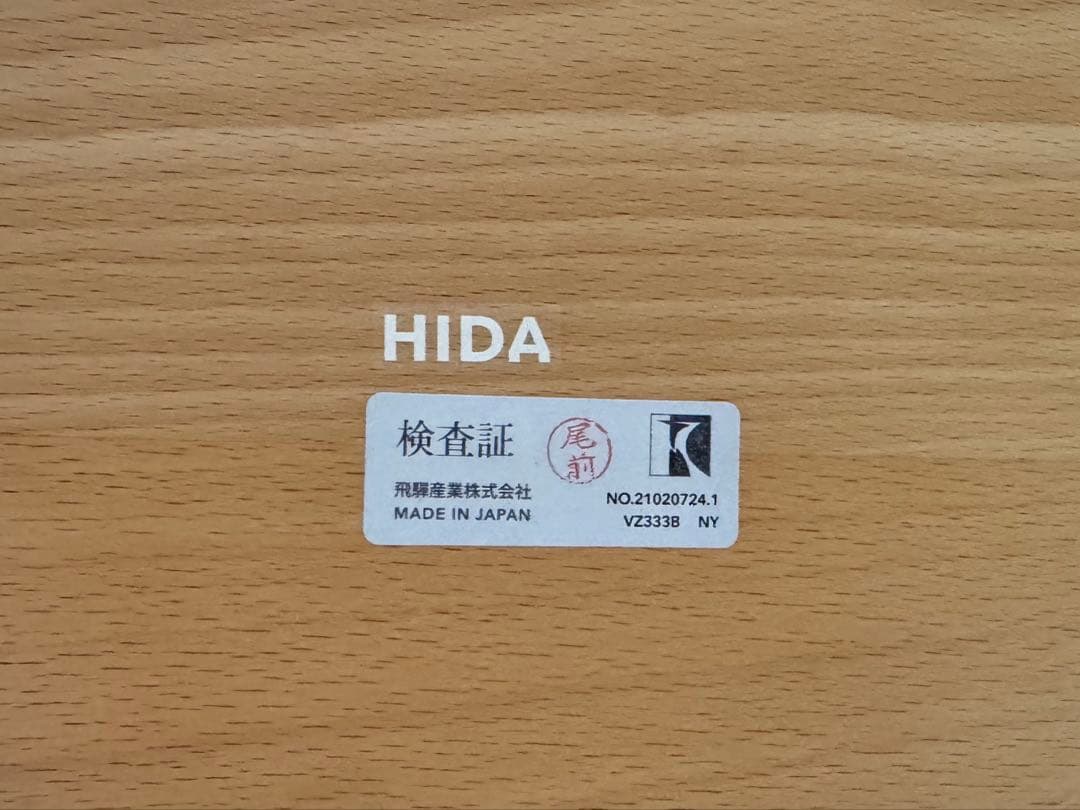 HIDA
検査証
尾前
飛驒産業株式会社
MADE IN JAPAN
NO.21020724.1
VZ333B NY